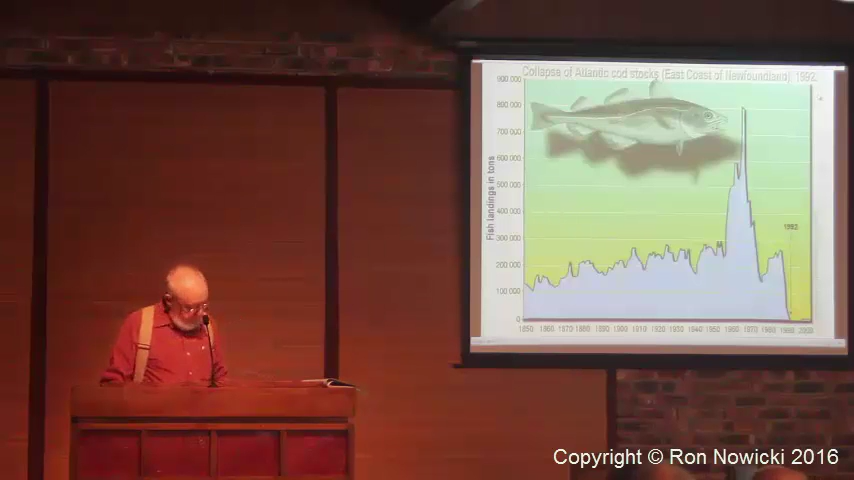 Collapse of Atlantic cod stocks (East Coast of Newfoundland), 1992
900 000
800 000
700 000
600 000
500 000
400 000
300 000
200 000
100 000
0
Fish landings in tons
1992
1850 1860 1870 1880 1890 1900 1910 1920 1930 1940 1950 1960 1970 1980 1990 2000
Copyright © Ron Nowicki 2016